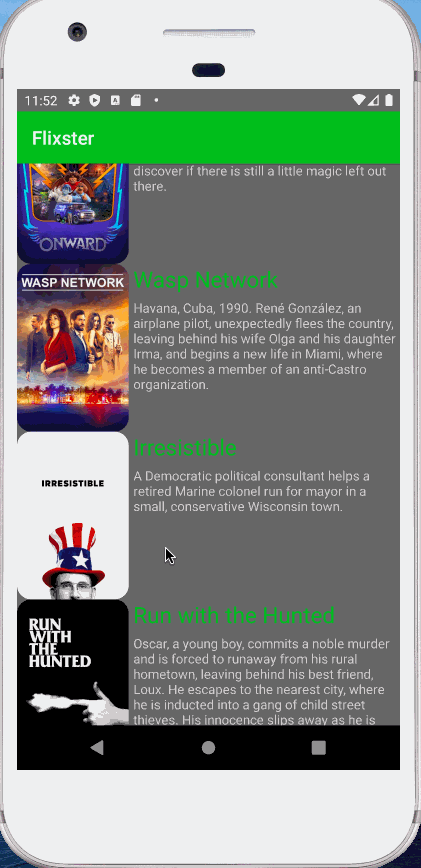 11:52
Flixster
discover if there is still a little magic left out
there.
ONWARD
WASP NETWORK
Wasp Network
Havana, Cuba, 1990. René González, an
airplane pilot, unexpectedly flees the country,
leaving behind his wife Olga and his daughter
Irma, and begins a new life in Miami, where
he becomes a member of an anti-Castro
organization.
IRRESISTIBLE
Irresistible
A Democratic political consultant helps a
retired Marine colonel run for mayor in a
small, conservative Wisconsin town.
RUN
WITH
THE
HUNTED
Run with the Hunted
Oscar, a young boy, commits a noble murder
and is forced to runaway from his rural
hometown, leaving behind his best friend,
Loux. He escapes to the nearest city, where
he is inducted into a gang of child street
thieves. His innocence slips away as he is